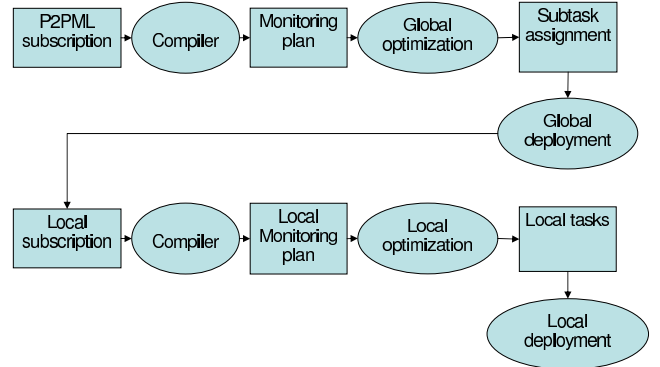 P2PML
subscription
Compiler
Monitoring
plan
Global
optimization
Subtask
assignment
Global
deployment
Local
subscription
Compiler
Local
Monitoring
plan
Local
optimization
Local tasks
Local
deployment